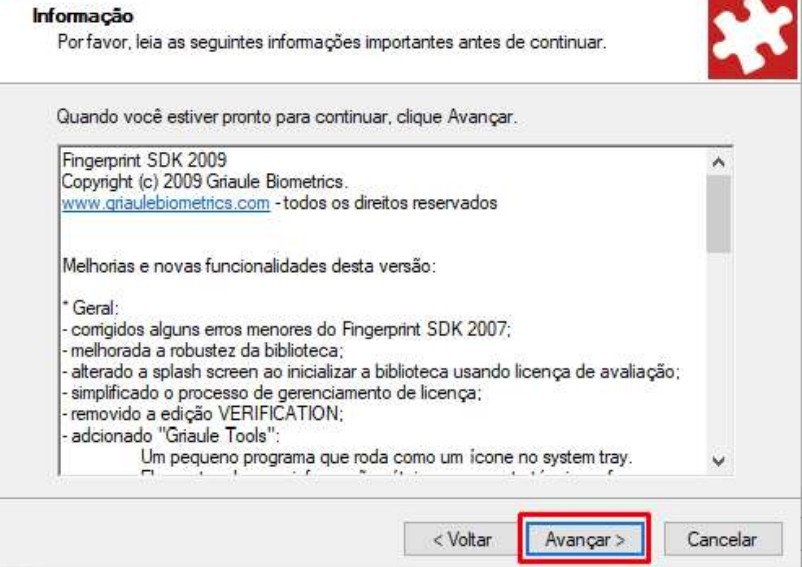 Informação
Por favor, leia as seguintes informações importantes antes de continuar.
Quando você estiver pronto para continuar, clique Avançar.
Fingerprint SDK 2009
Copyright (c) 2009 Griaule Biometrics.
www.griaulebiometrics.com - todos os direitos reservados
Melhorias e novas funcionalidades desta versão:
* Geral:
- corrigidos alguns erros menores do Fingerprint SDK 2007;
- melhorada a robustez da biblioteca;
- alterado a splash screen ao inicializar a biblioteca usando licença de avaliação;
- simplificado o processo de gerenciamento de licença;
- removido a edição VERIFICATION;
- adcionado "Griaule Tools":
Um pequeno programa que roda como um ícone no system tray.
< Voltar
Avançar >
Cancelar